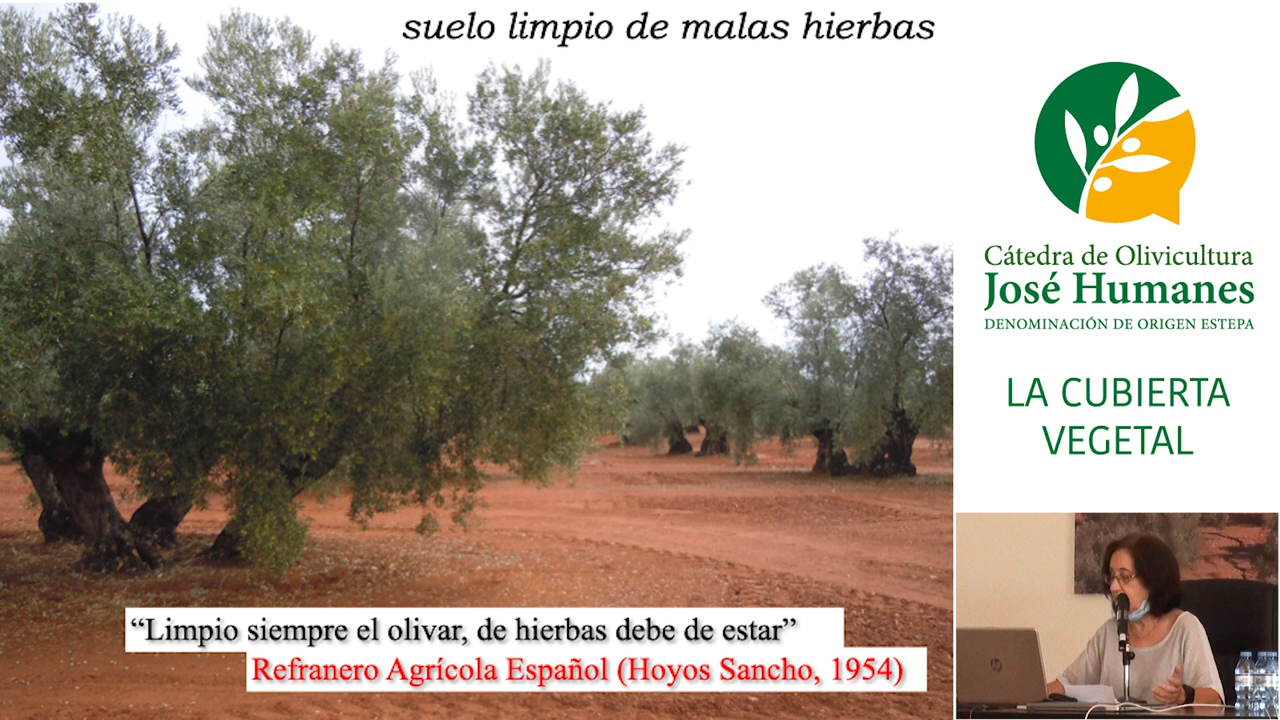 suelo limpio de malas hierbas
“Limpio siempre el olivar, de hierbas debe de estar”
Refranero Agrícola Español (Hoyos Sancho, 1954)
Cátedra de Olivicultura
José Humanes
DENOMINACIÓN DE ORIGEN ESTEPA
LA CUBIERTA
VEGETAL
hp